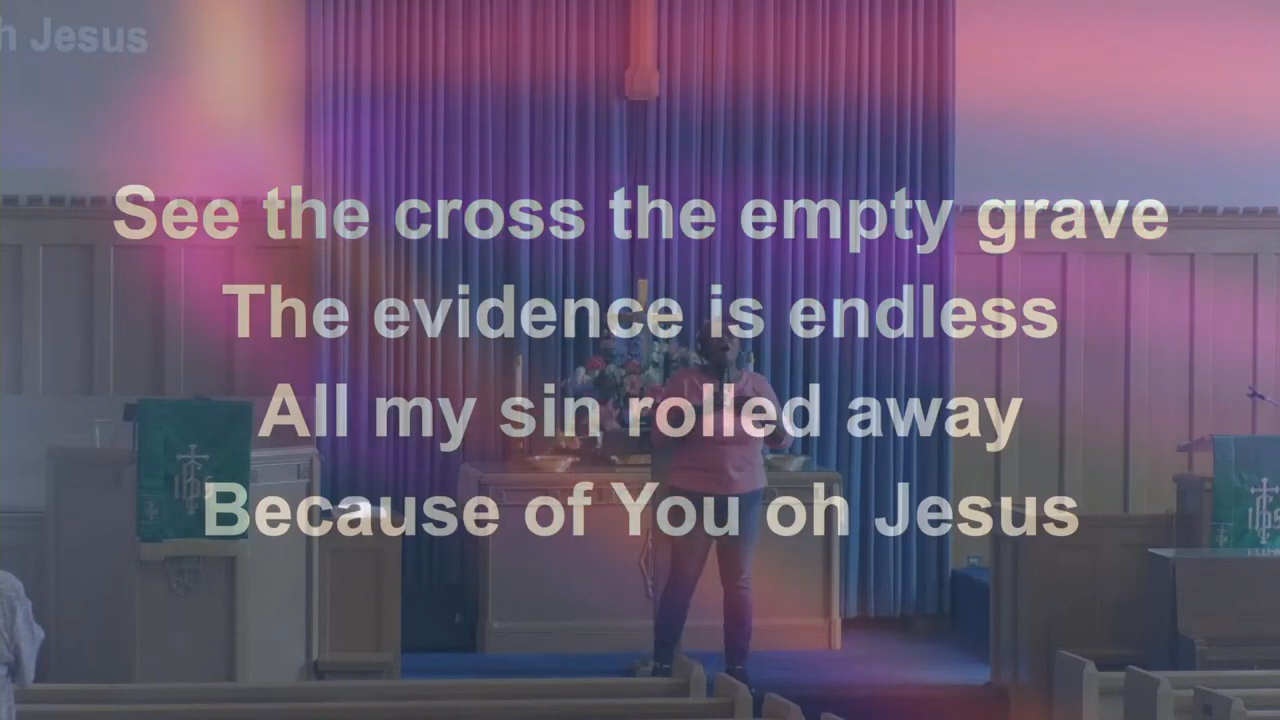 h Jesus
See the cross the empty grave
The evidence is endless
All my sin rolled away
Because of You oh Jesus
IHS